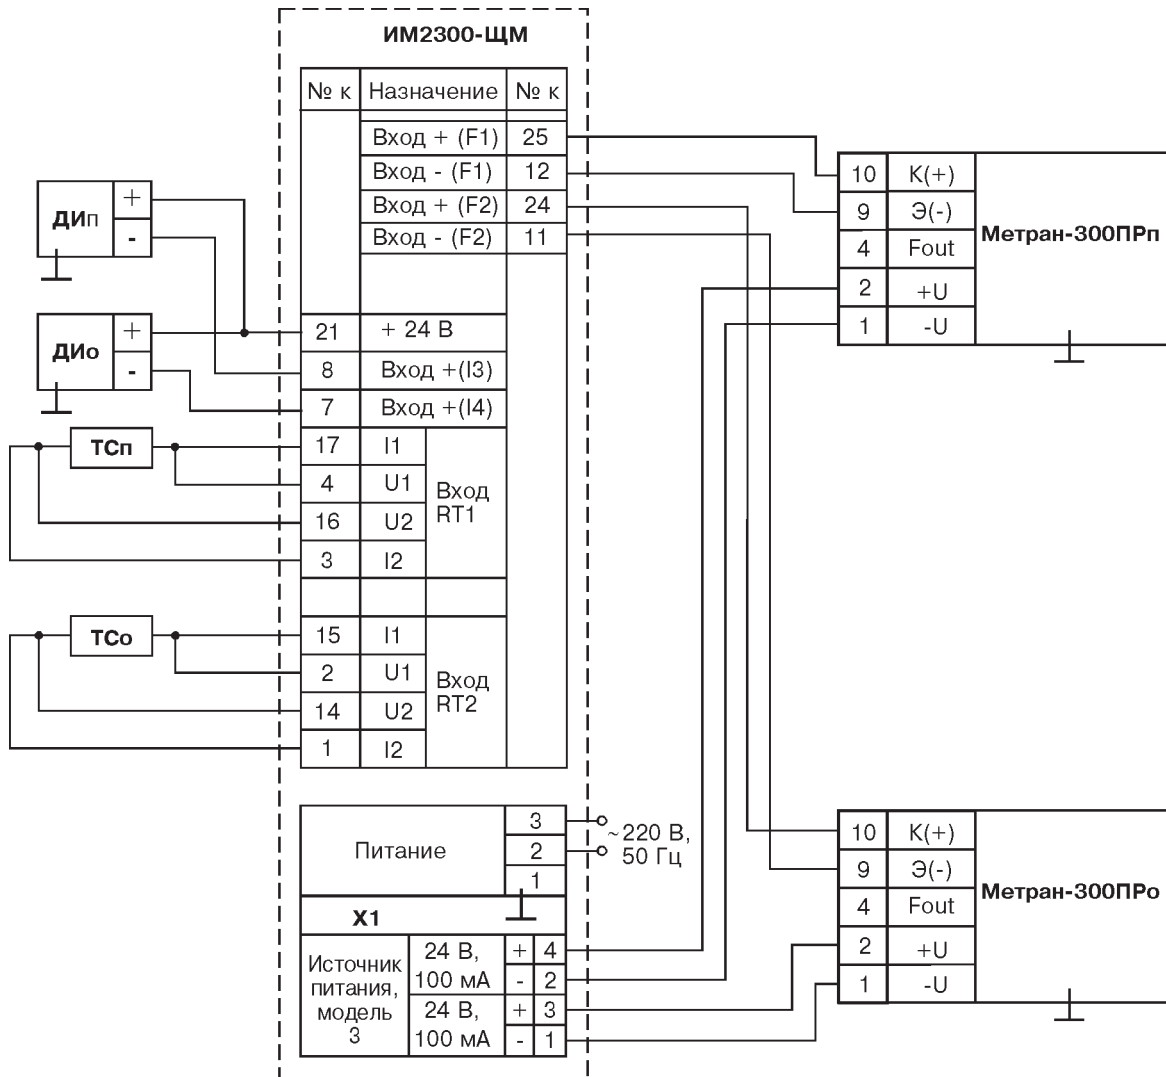 ИМ2300-ЩМ
№ к Назначение № к
Вход + (F1) 25
Вход - (F1) 12
Вход + (F2) 24
Вход - (F2) 11
21 + 24 В
8 Вход +(I3)
7 Вход +(I4)
17 I1
4 U1
16 U2
3 I2
Вход
RT1
15 I1
2 U1
14 U2
1 I2
Вход
RT2
ДИп
+
-
ДИо
+
-
ТСп
ТСо
Питание
3
2
1
~220 В,
50 Гц
X1
Источник
питания,
модель
3
24 В,
100 мА
+ 4
- 2
24 В,
100 мА
+ 3
- 1
10 К(+)
9 Э(-)
4 Fout
2 +U
1 -U
Метран-300ПРп
10 К(+)
9 Э(-)
4 Fout
2 +U
1 -U
Метран-300ПРо